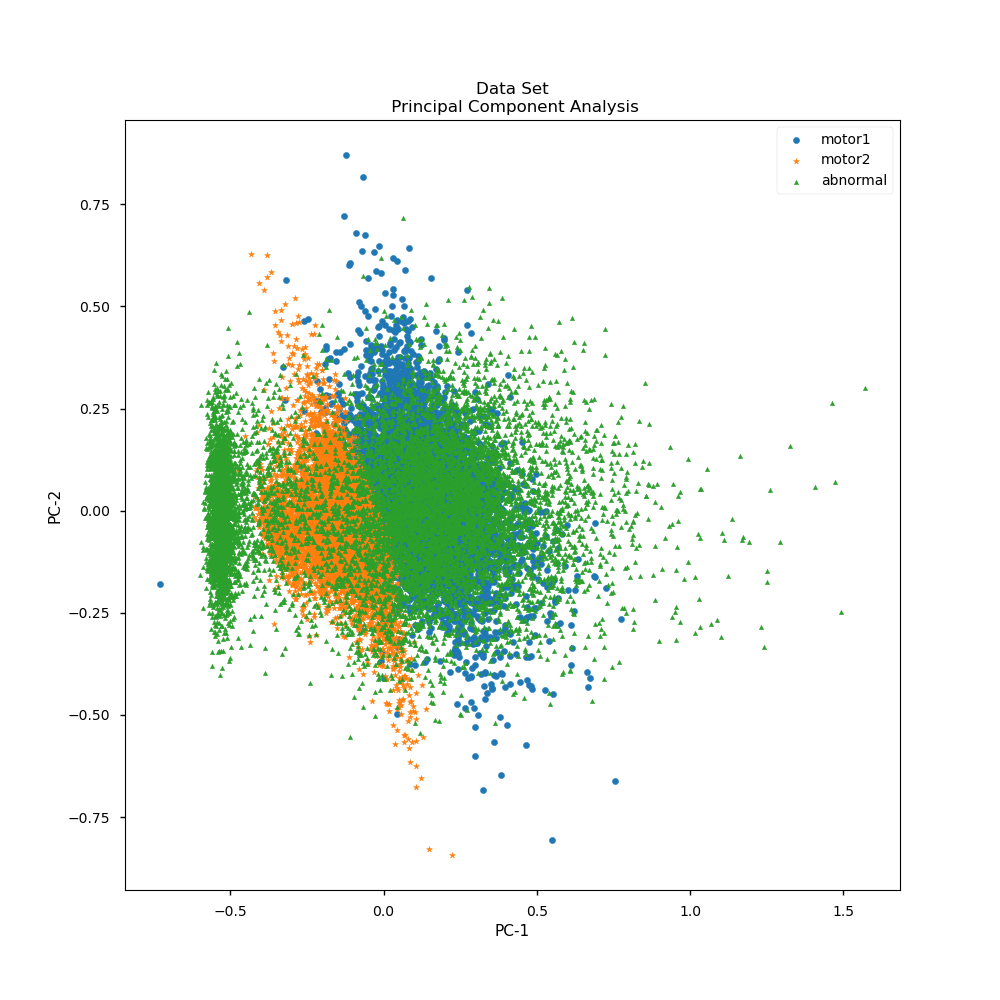 Data Set
Principal Component Analysis
motor1
motor2
abnormal
0.75
0.50
0.25
0.00
−0.25
−0.50
−0.75
PC-2
−0.5
0.0
0.5
1.0
1.5
PC-1